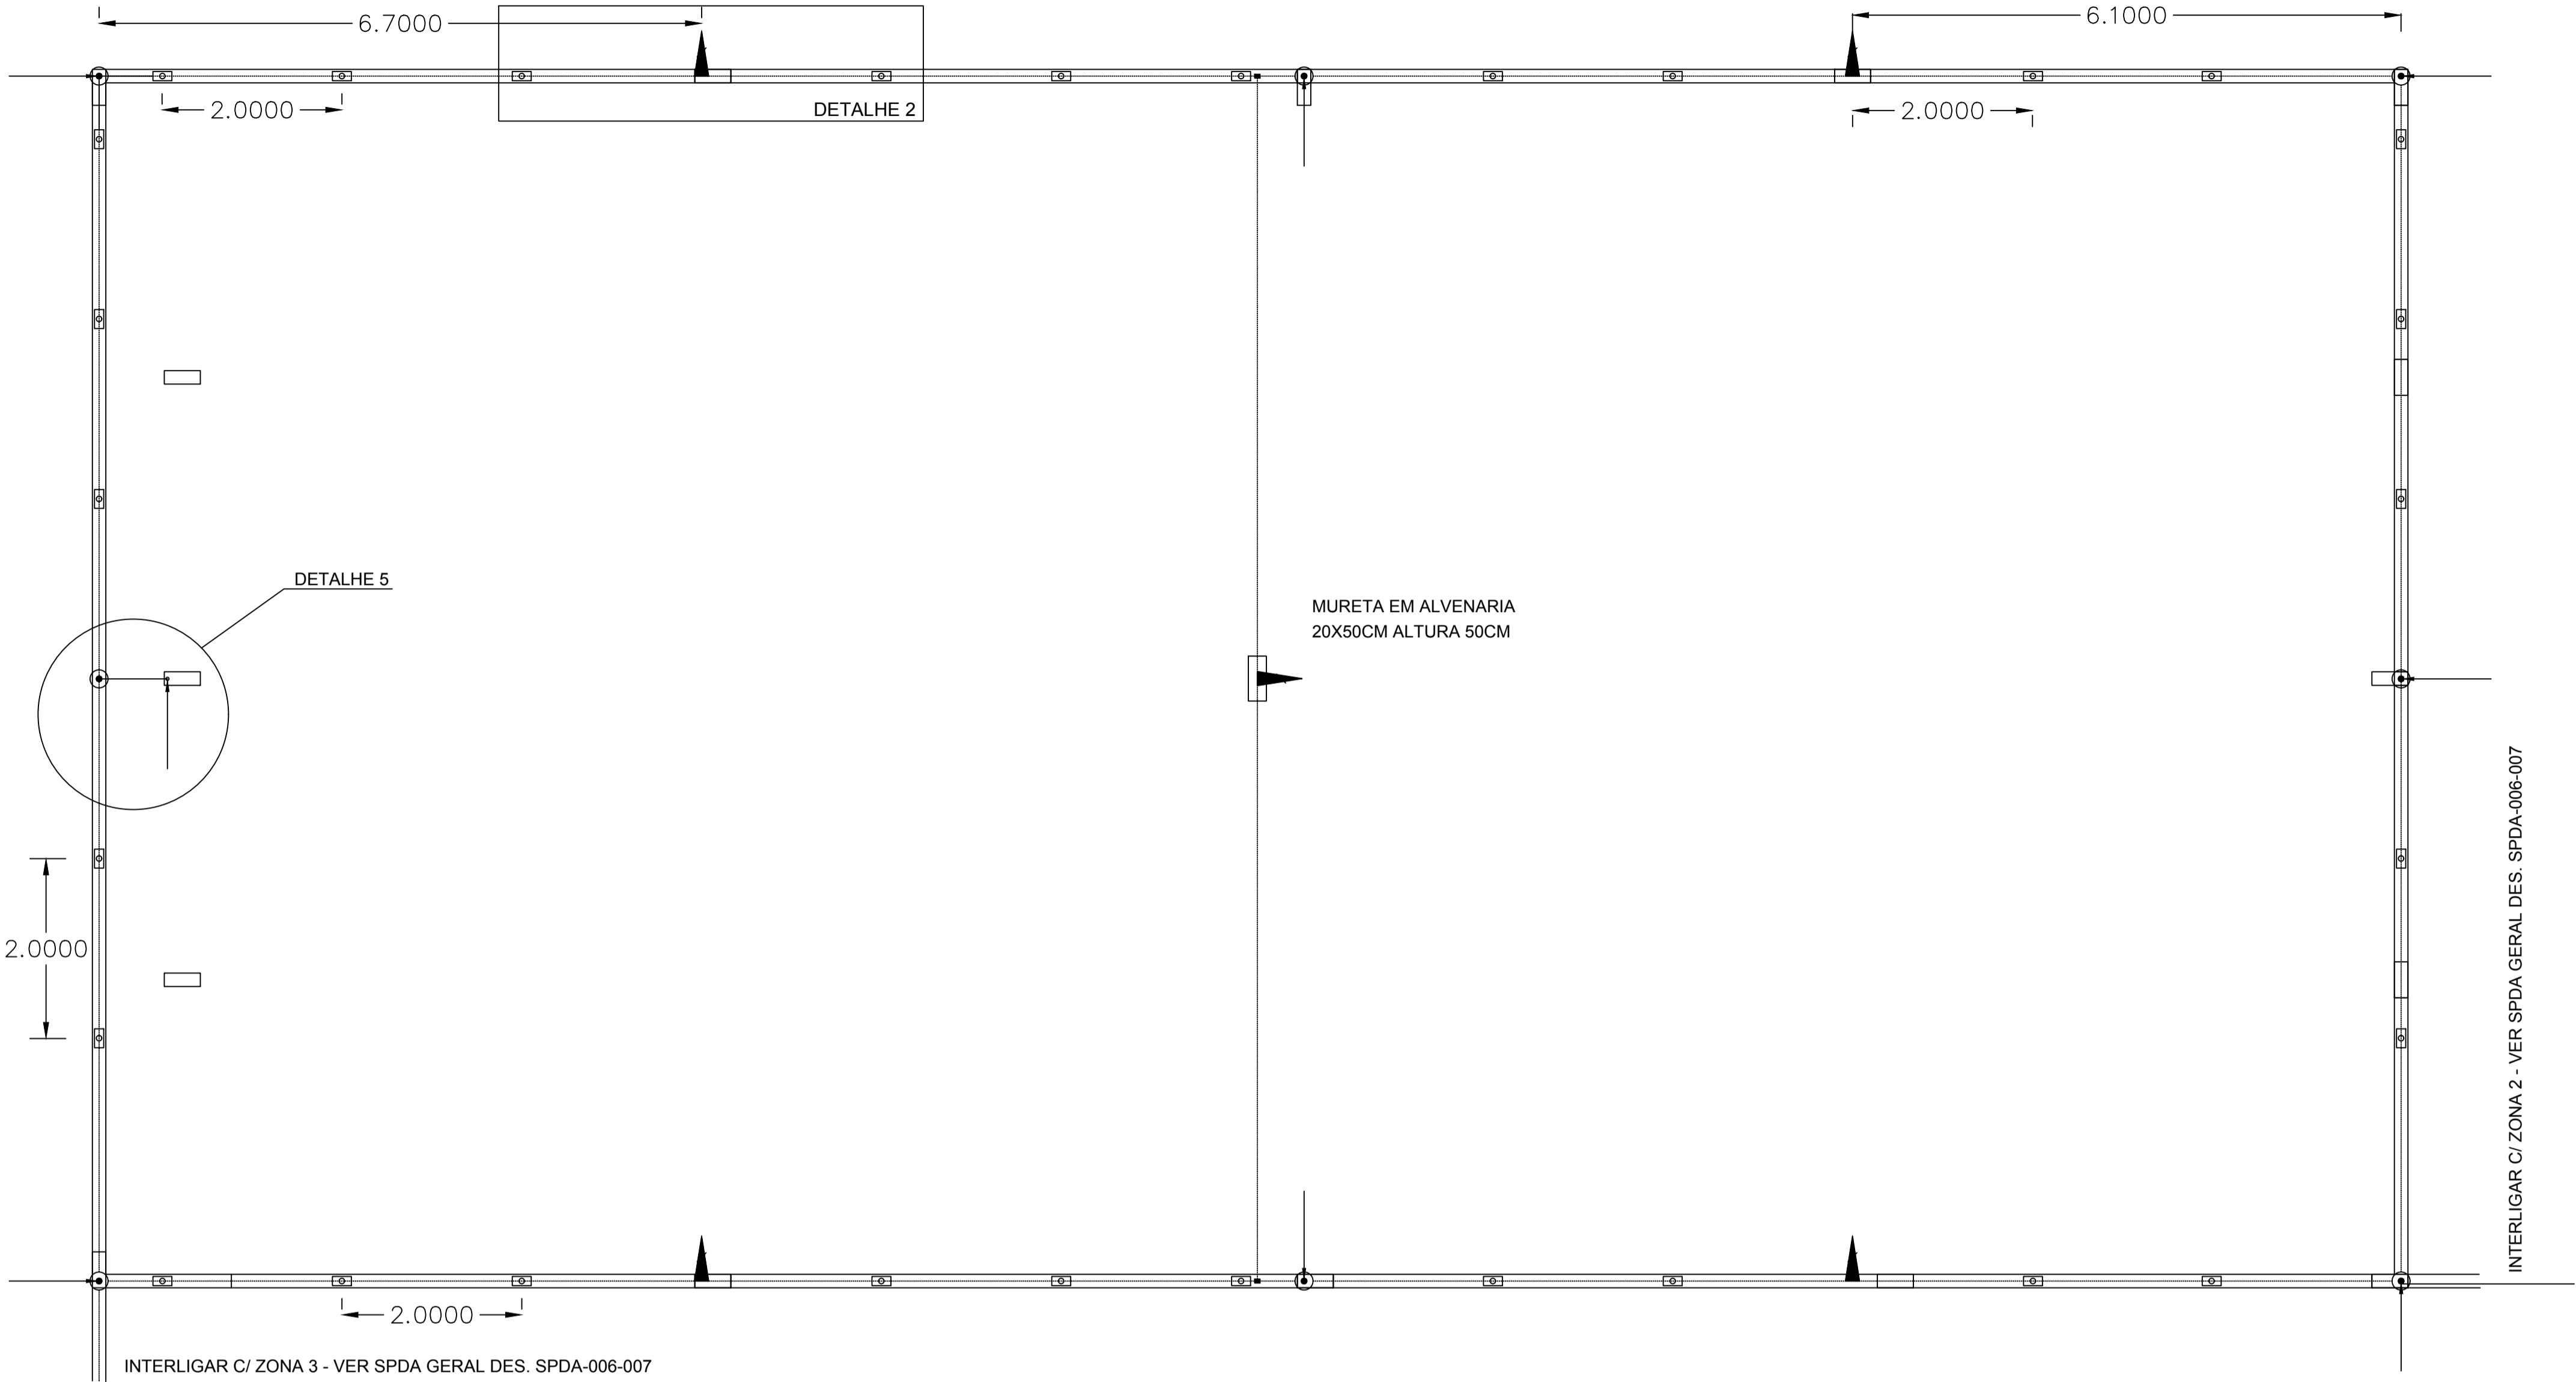 6.7000
6.1000
2.0000
DETALHE 2
2.0000
DETALHE 5
MURETA EM ALVENARIA
20X50CM ALTURA 50CM
2.0000
INTERLIGAR C/ ZONA 2 - VER SPDA GERAL DES. SPDA-006-007
2.0000
INTERLIGAR C/ ZONA 3 - VER SPDA GERAL DES. SPDA-006-007